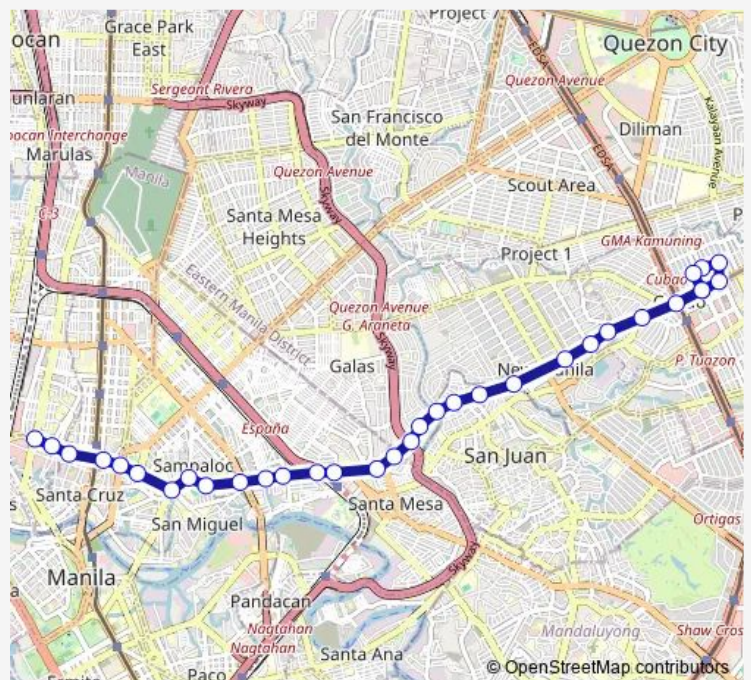 Project 7
ocan
Grace Park
East
Quezon City
Sergeant Rivera
Skyway
EDSA
Quezon Avenue
unlaran
San Francisco
del Monte
Kalayaan Avenue
Diliman
ocan Interchange
Marulas
Manila
Quezon Avenue
EDSA
Scout Area
Skyway
C-3
Santa Mesa
Heights
GMA Kamuning
Project 1
Eastern Manila District
Cubao
Quezon Avenue
G. Araneta
Skyway
Galas
P. Tuazon
España
Sampaloc
San Juan
Santa Cruz
Santa Mesa
San Miguel
Ortigas
Skyway
Manila
Pandacan
Nagtahan
Nagtahan
Mandaluyong
Shaw Cros
Santa Ana
Paco
© OpenStreetMap contributors